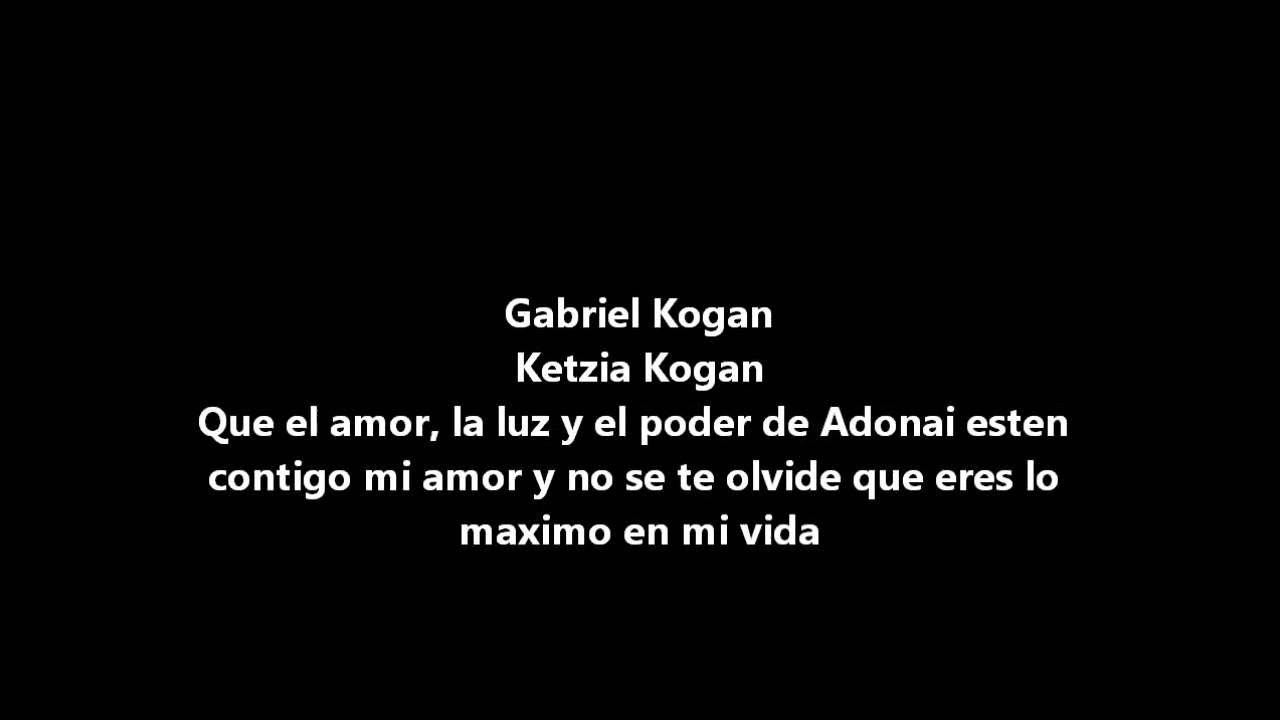 Gabriel Kogan
Ketzia Kogan
Que el amor, la luz y el poder de Adonai esten
contigo mi amor y no se te olvide que eres lo
maximo en mi vida